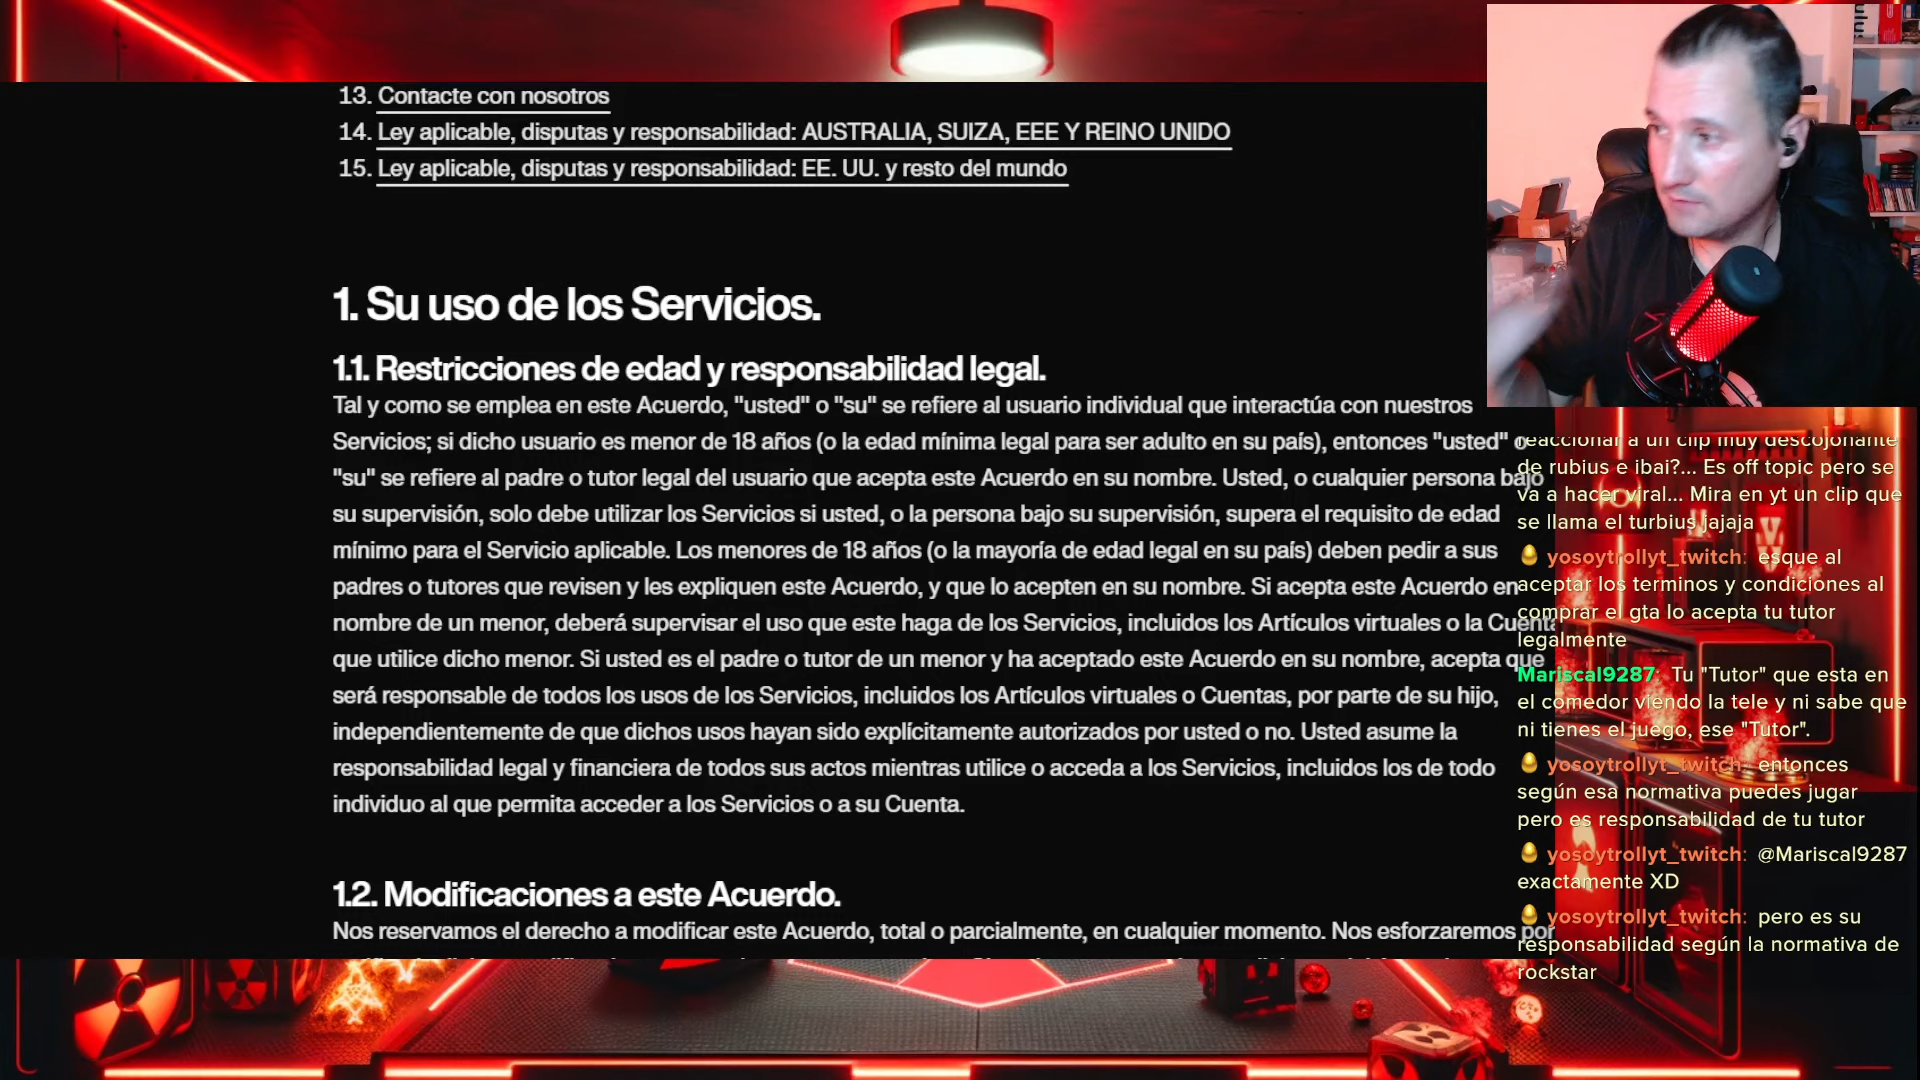 13. Contacte con nosotros
14. Ley aplicable, disputas y responsabilidad: AUSTRALIA, SUIZA, EEE Y REINO UNIDO
15. Ley aplicable, disputas y responsabilidad: EE. UU. y resto del mundo
1. Su uso de los Servicios.
1.1. Restricciones de edad y responsabilidad legal.
Tal y como se emplea en este Acuerdo, "usted" o "su" se refiere al usuario individual que interactúa con nuestros
Servicios; si dicho usuario es menor de 18 años (o la edad mínima legal para ser adulto en su país), entonces "usted" o
"su" se refiere al padre o tutor legal del usuario que acepta este Acuerdo en su nombre. Usted, o cualquier persona bajo
su supervisión, solo debe utilizar los Servicios si usted, o la persona bajo su supervisión, supera el requisito de edad
mínimo para el Servicio aplicable. Los menores de 18 años (o la mayoría de edad legal en su país) deben pedir a sus
padres o tutores que revisen y les expliquen este Acuerdo, y que lo acepten en su nombre. Si acepta este Acuerdo en
nombre de un menor, deberá supervisar el uso que este haga de los Servicios, incluidos los Artículos virtuales o la Cuenta
que utilice dicho menor. Si usted es el padre o tutor de un menor y ha aceptado este Acuerdo en su nombre, acepta que
será responsable de todos los usos de los Servicios, incluidos los Artículos virtuales o Cuentas, por parte de su hijo,
independientemente de que dichos usos hayan sido explícitamente autorizados por usted o no. Usted asume la
responsabilidad legal y financiera de todos sus actos mientras utilice o acceda a los Servicios, incluidos los de todo
individuo al que permita acceder a los Servicios o a su Cuenta.
1.2. Modificaciones a este Acuerdo.
Nos reservamos el derecho a modificar este Acuerdo, total o parcialmente, en cualquier momento. Nos esforzaremos por
reaccionar a un clip muy descojonante
de rubius e ibai?... Es off topic pero se
va a hacer viral... Mira en yt un clip que
se llama el turbius jajaja
yosoytrollyt_twitch: esque al
aceptar los terminos y condiciones al
comprar el gta lo acepta tu tutor
legalmente
Mariscal9287: Tu "Tutor" que esta en
el comedor viendo la tele y ni sabe que
ni tienes el juego, ese "Tutor".
yosoytrollyt_twitch: entonces
según esa normativa puedes jugar
pero es responsabilidad de tu tutor
yosoytrollyt_twitch: @Mariscal9287
exactamente XD
yosoytrollyt_twitch: pero es su
responsabilidad según la normativa de
rockstar